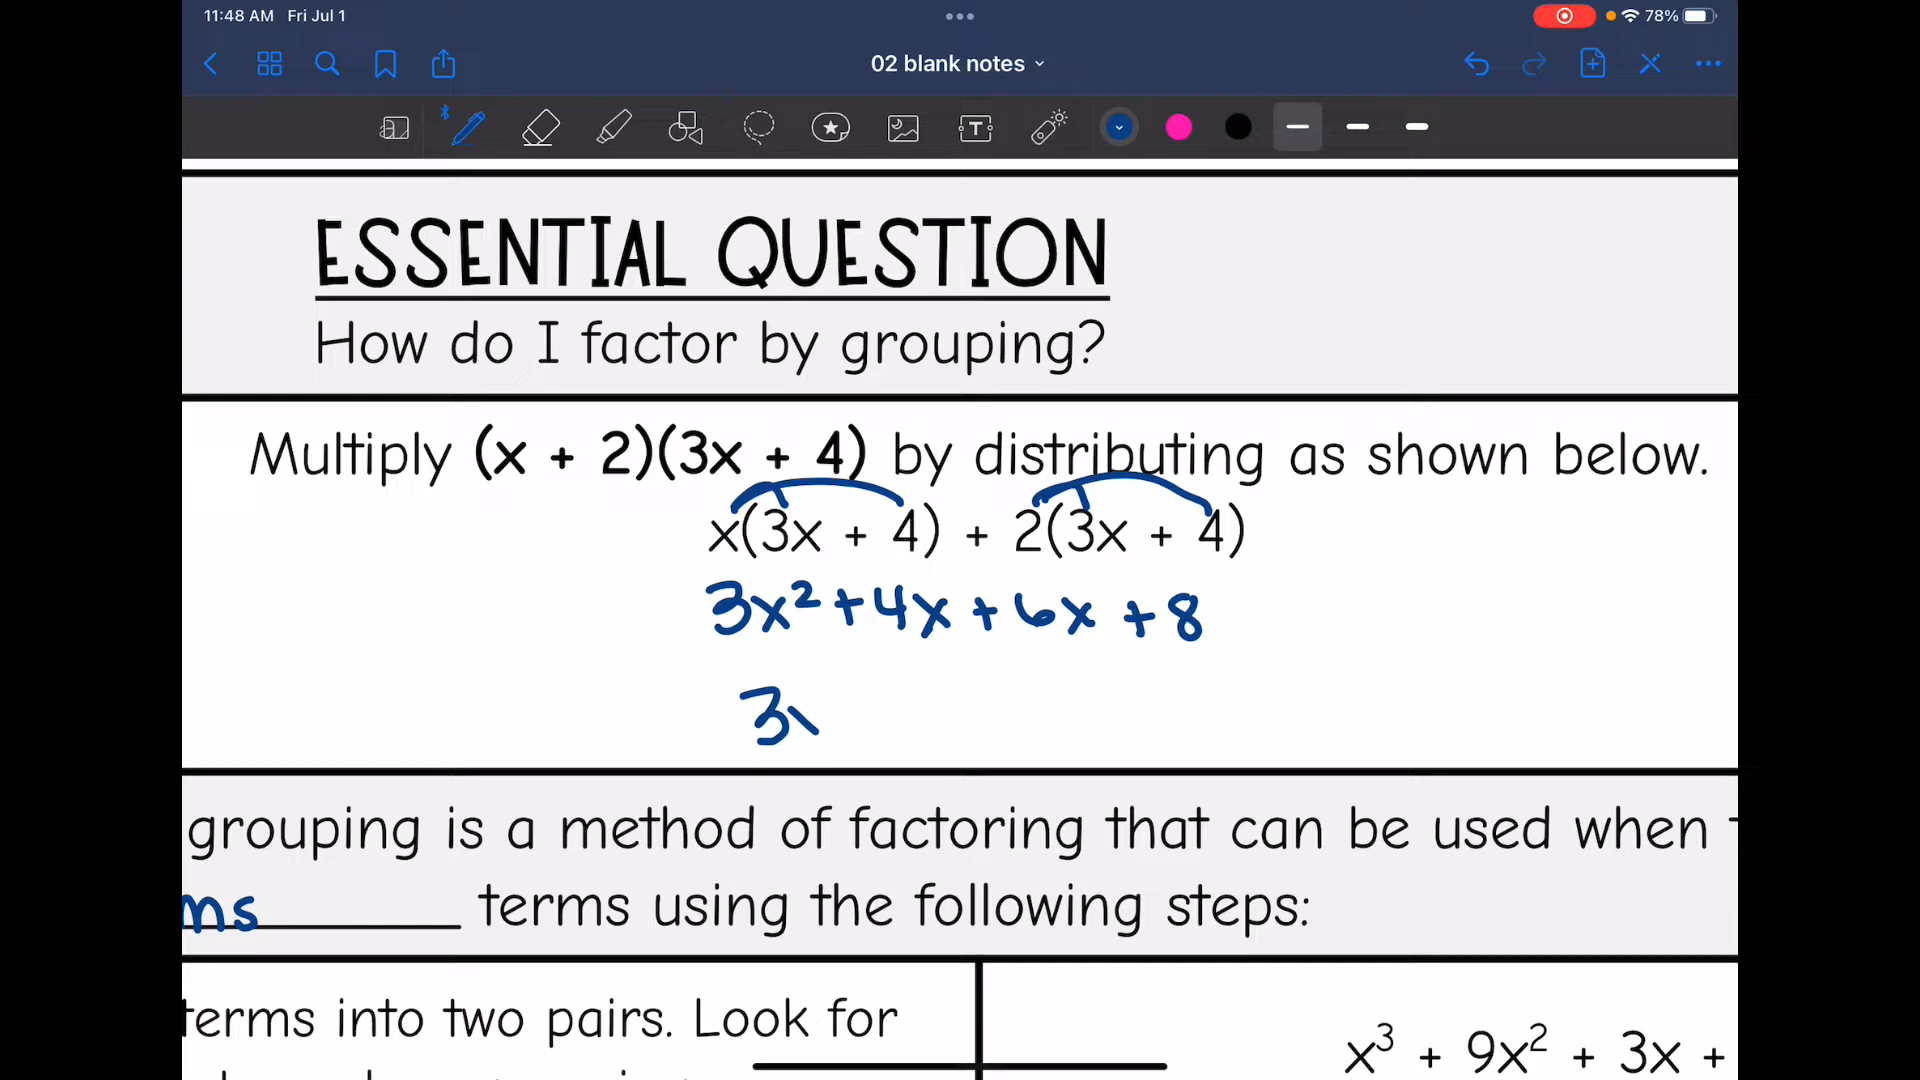 11:48 AM Fri Jul 1
78%
02 blank notes
ESSENTIAL QUESTION
How do I factor by grouping?
Multiply (x + 2)(3x + 4) by distributing as shown below.
x(3x + 4) + 2(3x + 4)
3x² + 4x + 6x + 8
3
grouping is a method of factoring that can be used when
ms terms using the following steps:
terms into two pairs. Look for
x³ + 9x² + 3x +